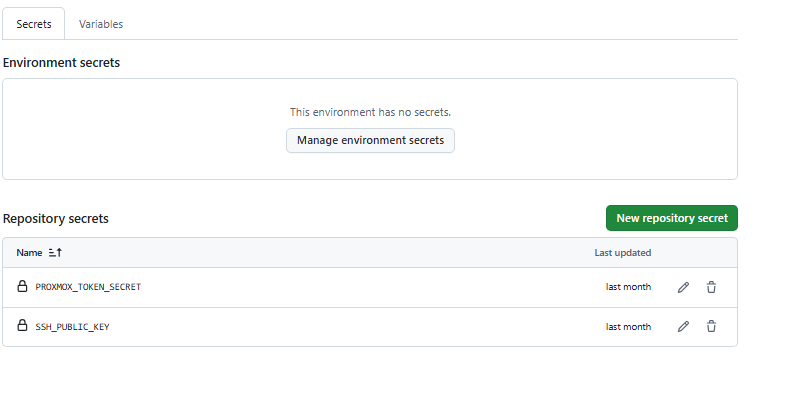 Secrets Variables
Environment secrets
This environment has no secrets.
Manage environment secrets
Repository secrets New repository secret
Name Last updated
PROXMOX_TOKEN_SECRET last month
SSH_PUBLIC_KEY last month